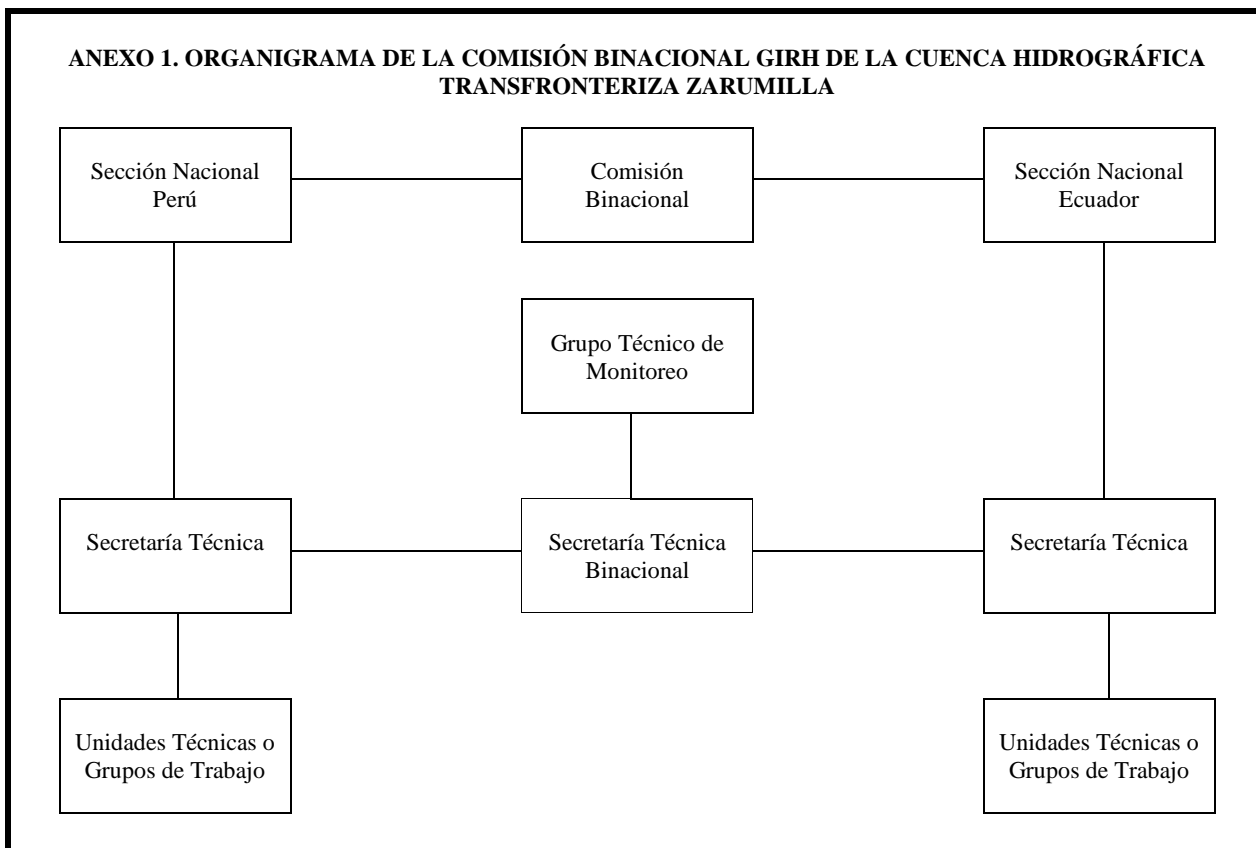 ANEXO 1. ORGANIGRAMA DE LA COMISIÓN BINACIONAL GIRH DE LA CUENCA HIDROGRÁFICA
TRANSFRONTERIZA ZARUMILLA
Sección Nacional
Perú
Comisión
Binacional
Sección Nacional
Ecuador
Grupo Técnico de
Monitoreo
Secretaría Técnica
Secretaría Técnica
Binacional
Secretaría Técnica
Unidades Técnicas o
Grupos de Trabajo
Unidades Técnicas o
Grupos de Trabajo